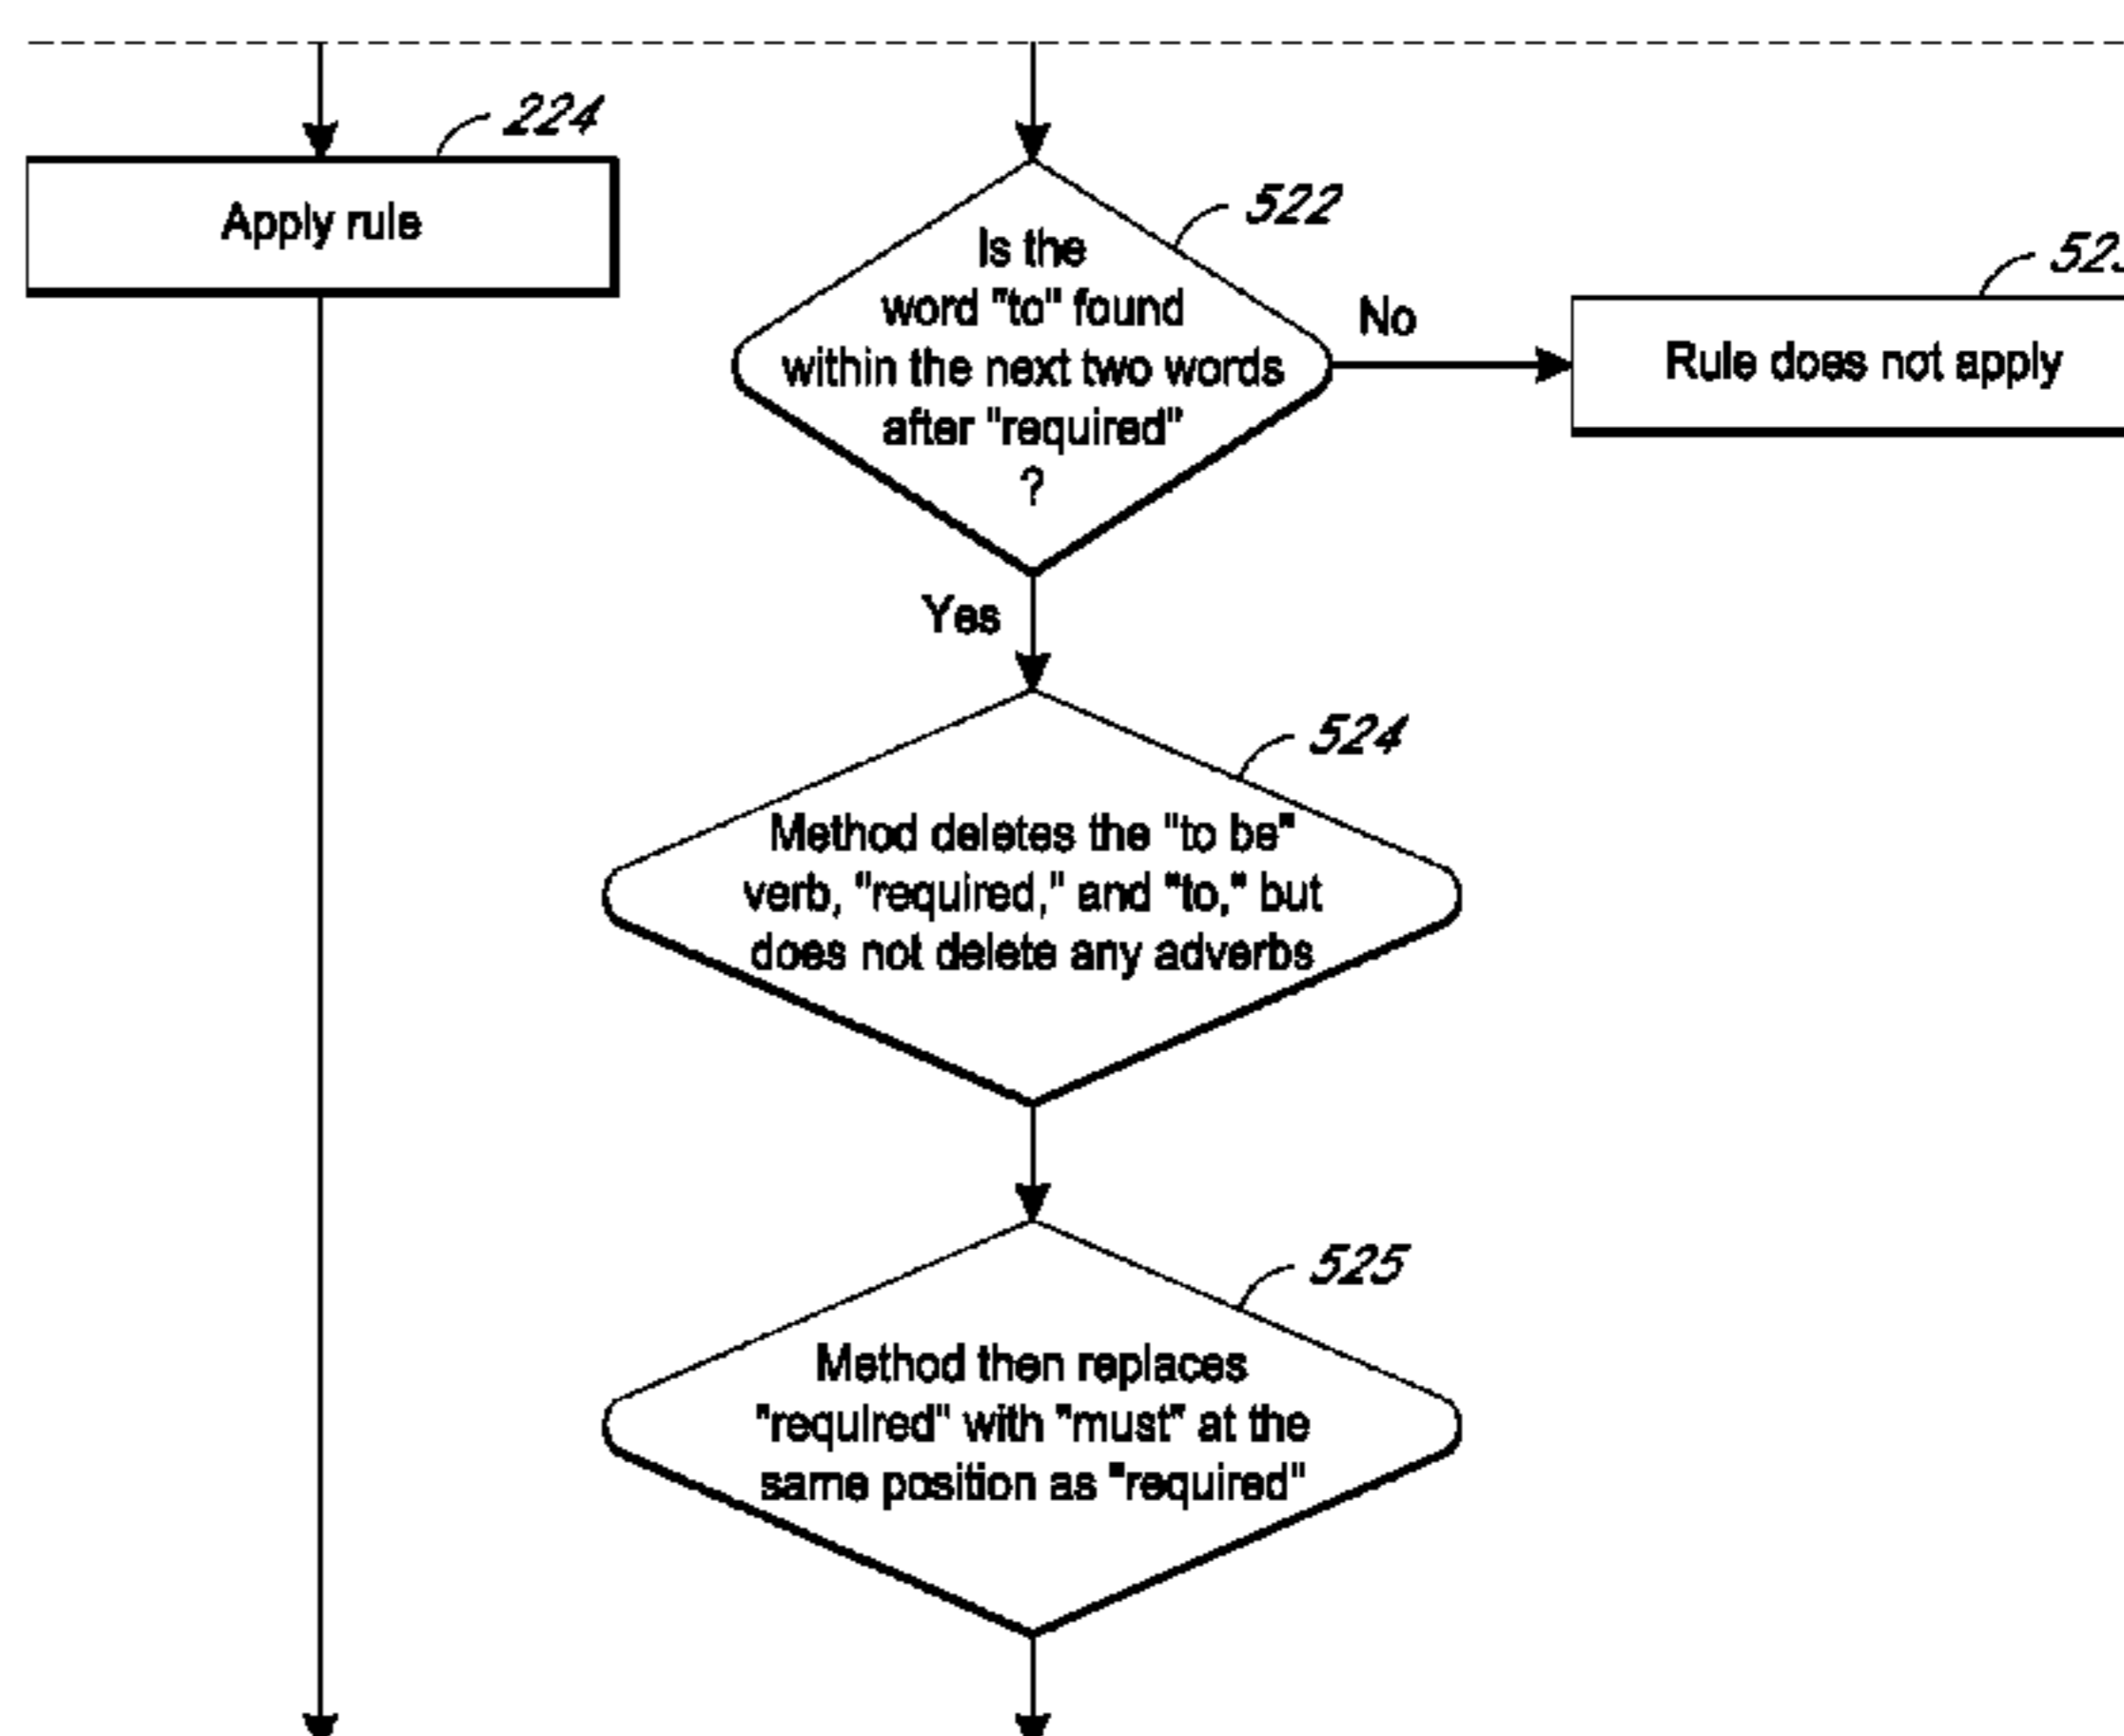 224
Apply rule
522
Is the
word "to" found
within the next two words
after "required"
?
No
Rule does not apply
Yes
524
Method deletes the "to be"
verb, "required," and "to," but
does not delete any adverbs
525
Method then replaces
"required" with "must" at the
same position as "required"